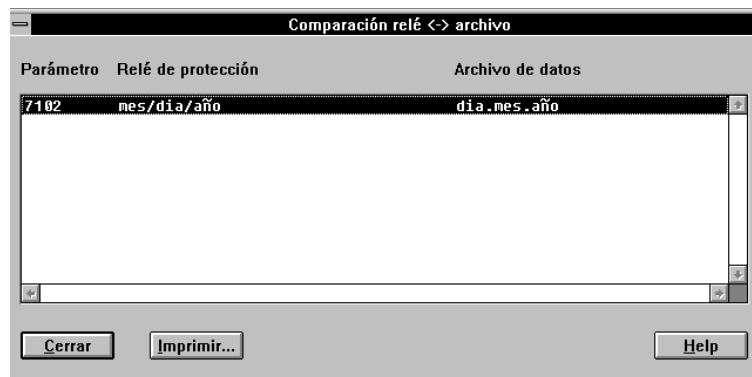 Comparación relé <-> archivo
Parámetro Relé de protección Archivo de datos
7102 mes/dia/año dia.mes.año
Cerrar Imprimir... Help